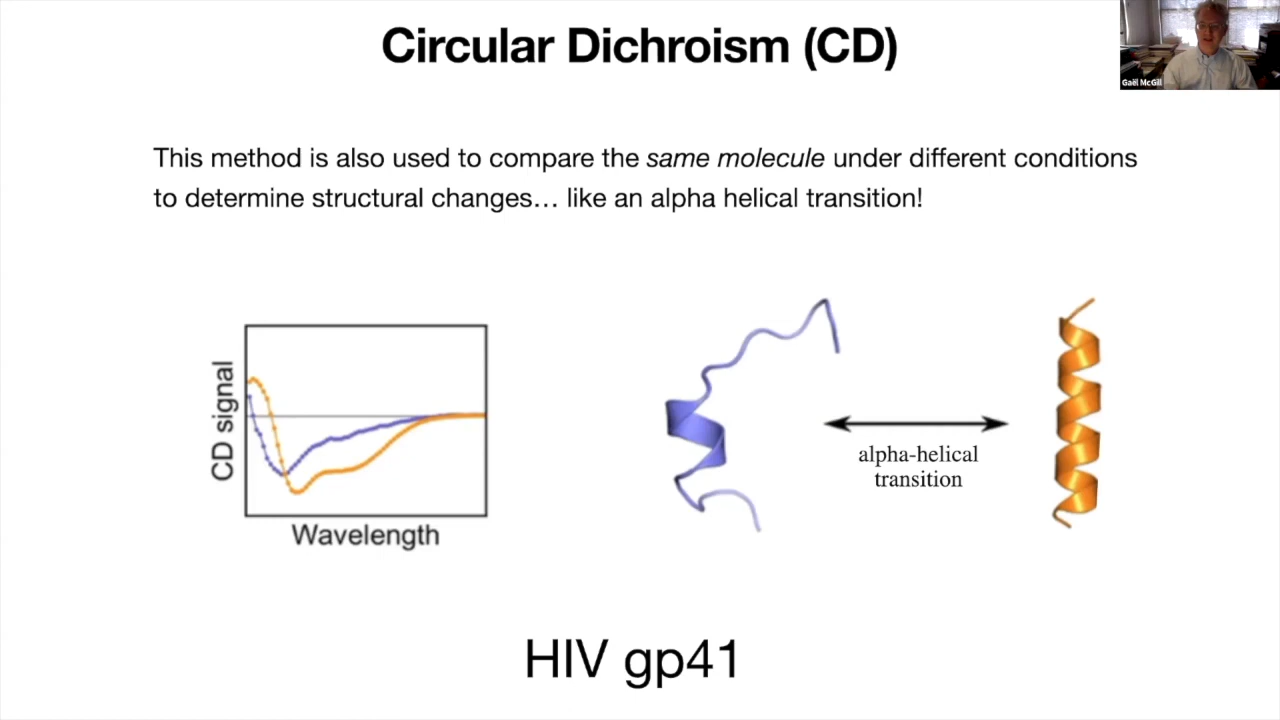 Circular Dichroism (CD)
Gaël McGill
This method is also used to compare the same molecule under different conditions
to determine structural changes… like an alpha helical transition!
CD signal
Wavelength
alpha-helical
transition
HIV gp41